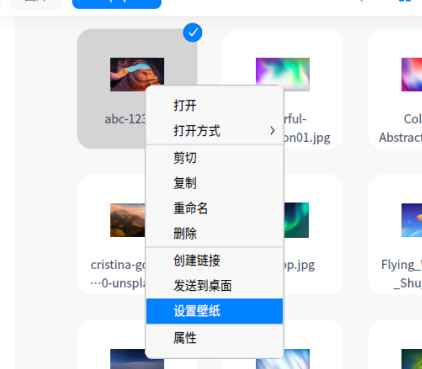 abc-123
rful-
on01.jpg
Col
Abstract
打开
打开方式
剪切
复制
重命名
删除
创建链接
发送到桌面
设置壁纸
属性
cristina-go
···0-unspla
op.jpg
Flying_
_Shu